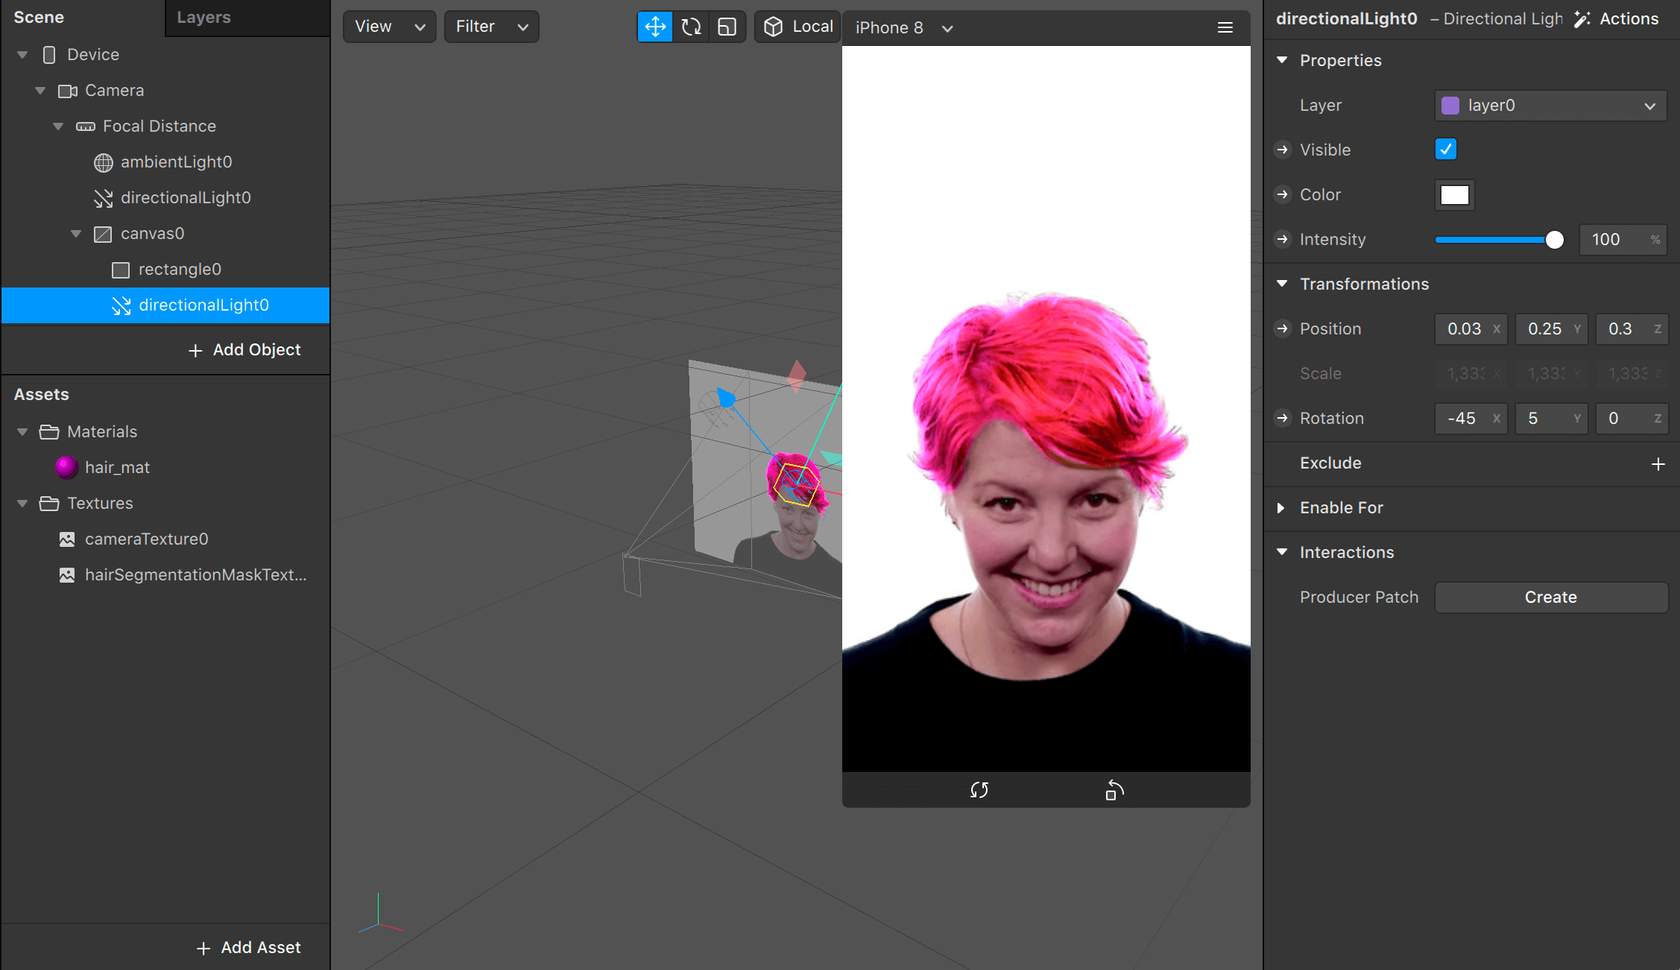 Scene
Layers
Device
Camera
Focal Distance
ambientLight0
directionalLight0
canvas0
rectangle0
directionalLight0
+ Add Object
Assets
Materials
hair_mat
Textures
cameraTexture0
hairSegmentationMaskText...
+ Add Asset
View
Filter
Local
iPhone 8
directionalLight0 – Directional Ligh
Actions
Properties
Layer
layer0
Visible
Color
Intensity
100 %
Transformations
Position
0.03 X
0.25 Y
0.3 Z
Scale
1,333 X
1,333 Y
1,333 Z
Rotation
-45 X
5 Y
0 Z
Exclude
Enable For
Interactions
Producer Patch
Create